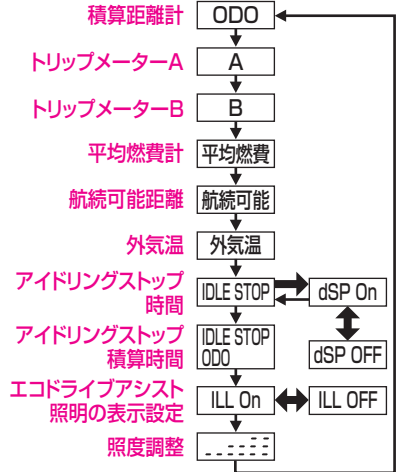 積算距離計 ODO
トリップメーターA A
トリップメーターB B
平均燃費計 平均燃費
航続可能距離 航続可能
外気温 外気温
アイドリングストップ
時間
IDLE STOP
dSP On
dSP OFF
アイドリングストップ
積算時間
IDLE STOP
ODO
エコドライブアシスト
照明の表示設定
ILL On
ILL OFF
照度調整